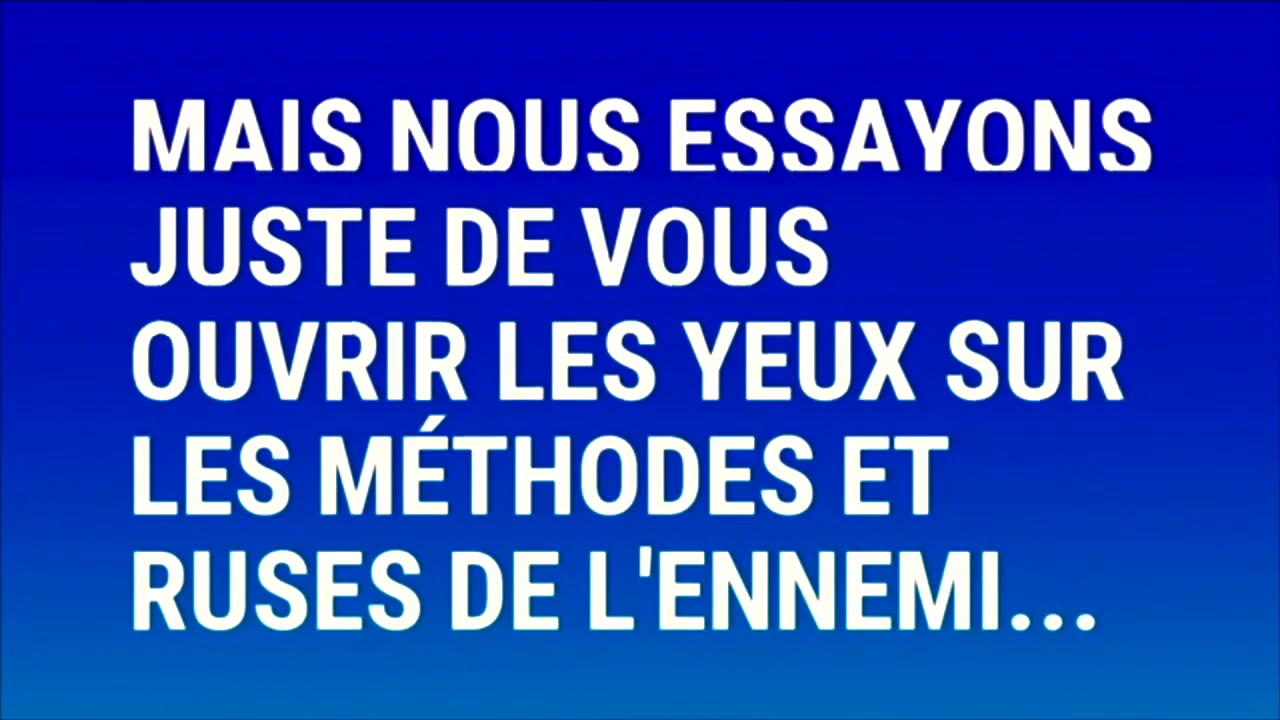 MAIS NOUS ESSAYONS
JUSTE DE VOUS
OUVRIR LES YEUX SUR
LES MÉTHODES ET
RUSES DE L'ENNEMI...